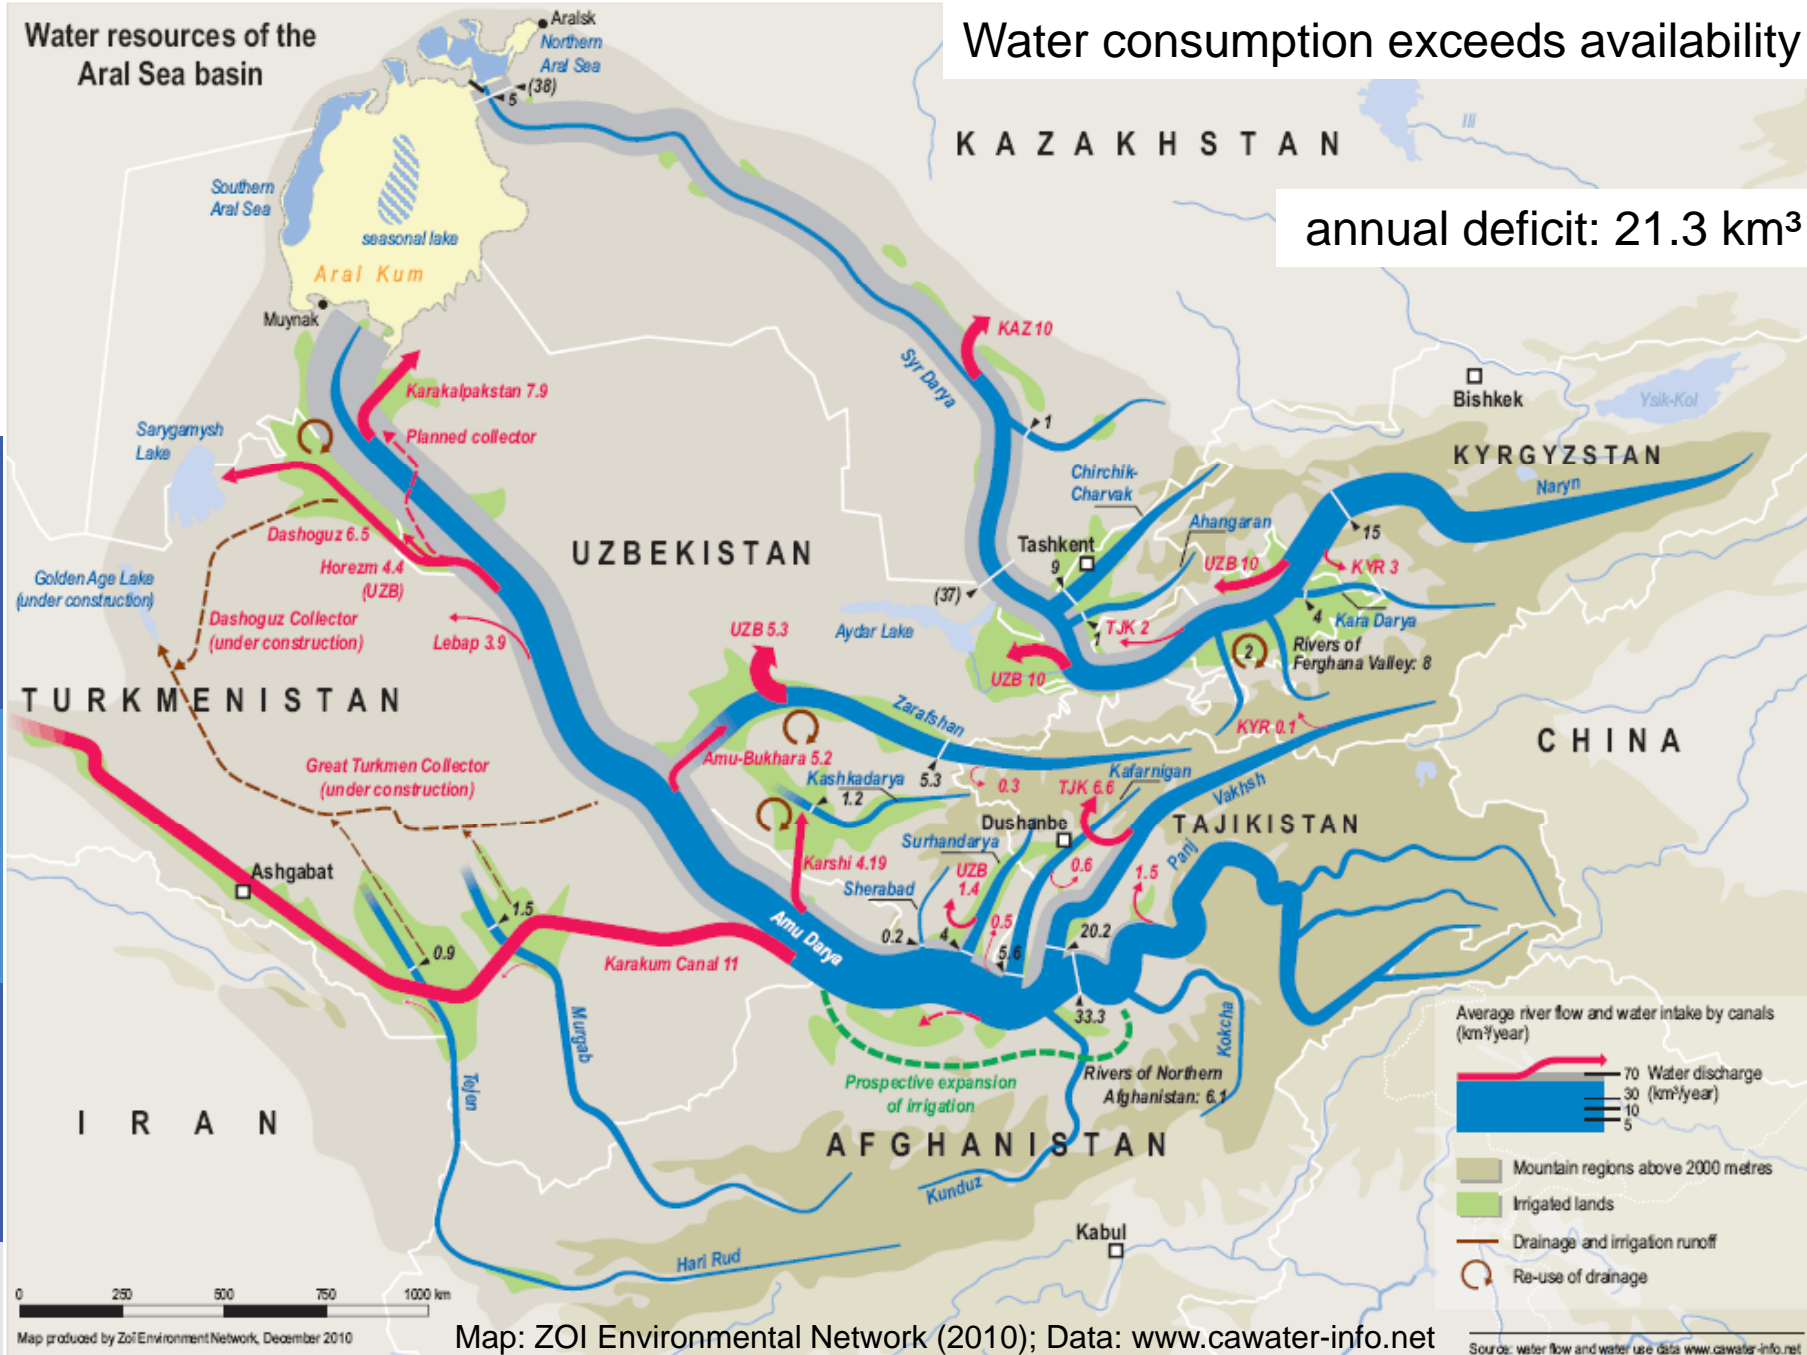 Water resources of the
Aral Sea basin
Water consumption exceeds availability
annual deficit: 21.3 km³
Aralsk
Northern
Aral Sea
(38)
5
KAZAKHSTAN
Ili
Southern
Aral Sea
seasonal lake
Aral Kum
Muynak
KAZ 10
Syr Darya
1
Bishkek
Ysik-Kol
Karakalpakstan 7.9
Planned collector
Sarygamysh
Lake
KYRGYZSTAN
Naryn
Chirchik-
Charvak
Ahangaran
15
Dashoguz 6.5
Horezm 4.4
(UZB)
UZBEKISTAN
Tashkent
9
UZB 10
KYR 3
Golden Age Lake
(under construction)
(37)
4
Kara Darya
Dashoguz Collector
(under construction)
Lebap 3.9
UZB 5.3
Aydar Lake
1
TJK 2
2
Rivers of
Ferghana Valley: 8
UZB 10
TURKMENISTAN
Zarafshan
KYR 0.1
CHINA
Great Turkmen Collector
(under construction)
Amu-Bukhara 5.2
Kashkadarya
1.2
5.3
0.3
TJK 6.6
Kafarnigan
Vakhsh
Dushanbe
TAJIKISTAN
Surhandarya
Panj
Ashgabat
Karshi 4.19
Sherabad
UZB
1.4
0.6
1.5
1.5
0.9
Amu Darya
0.2
4
0.5
5.6
20.2
Karakum Canal 11
33.3
Murgab
Tejen
Kokcha
Prospective expansion
of irrigation
Rivers of Northern
Afghanistan: 6.1
IRAN
AFGHANISTAN
Kunduz
Kabul
Hari Rud
Average river flow and water intake by canals
(km³/year)
70 Water discharge
30 (km³/year)
10
5
Mountain regions above 2000 metres
Irrigated lands
Drainage and irrigation runoff
Re-use of drainage
0 250 500 750 1000 km
Map produced by Zoï Environment Network, December 2010
Map: ZOI Environmental Network (2010); Data: www.cawater-info.net
Source: water flow and water use data www.cawater-info.net